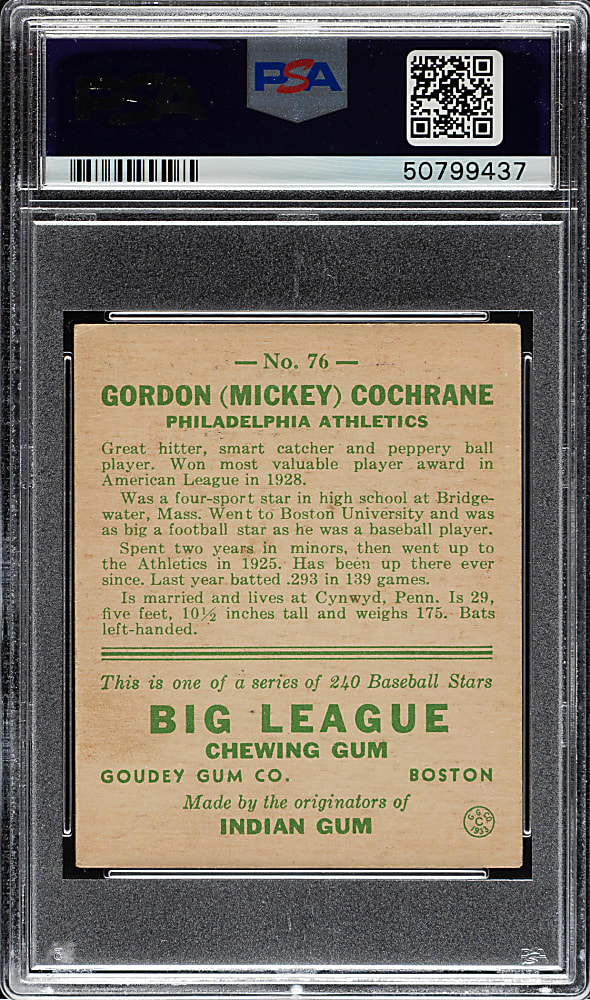 PSA
PSA
50799437
— No. 76 —
GORDON (MICKEY) COCHRANE
PHILADELPHIA ATHLETICS
Great hitter, smart catcher and peppery ball
player. Won most valuable player award in
American League in 1928.
Was a four-sport star in high school at Bridge-
water, Mass. Went to Boston University and was
as big a football star as he was a baseball player.
Spent two years in minors, then went up to
the Athletics in 1925. Has been up there ever
since. Last year batted .293 in 139 games.
Is married and lives at Cynwyd, Penn. Is 29,
five feet, 10½ inches tall and weighs 175. Bats
left-handed.
This is one of a series of 240 Baseball Stars
BIG LEAGUE
CHEWING GUM
GOUDEY GUM CO. BOSTON
Made by the originators of
INDIAN GUM
G. G. CO.
C
1933